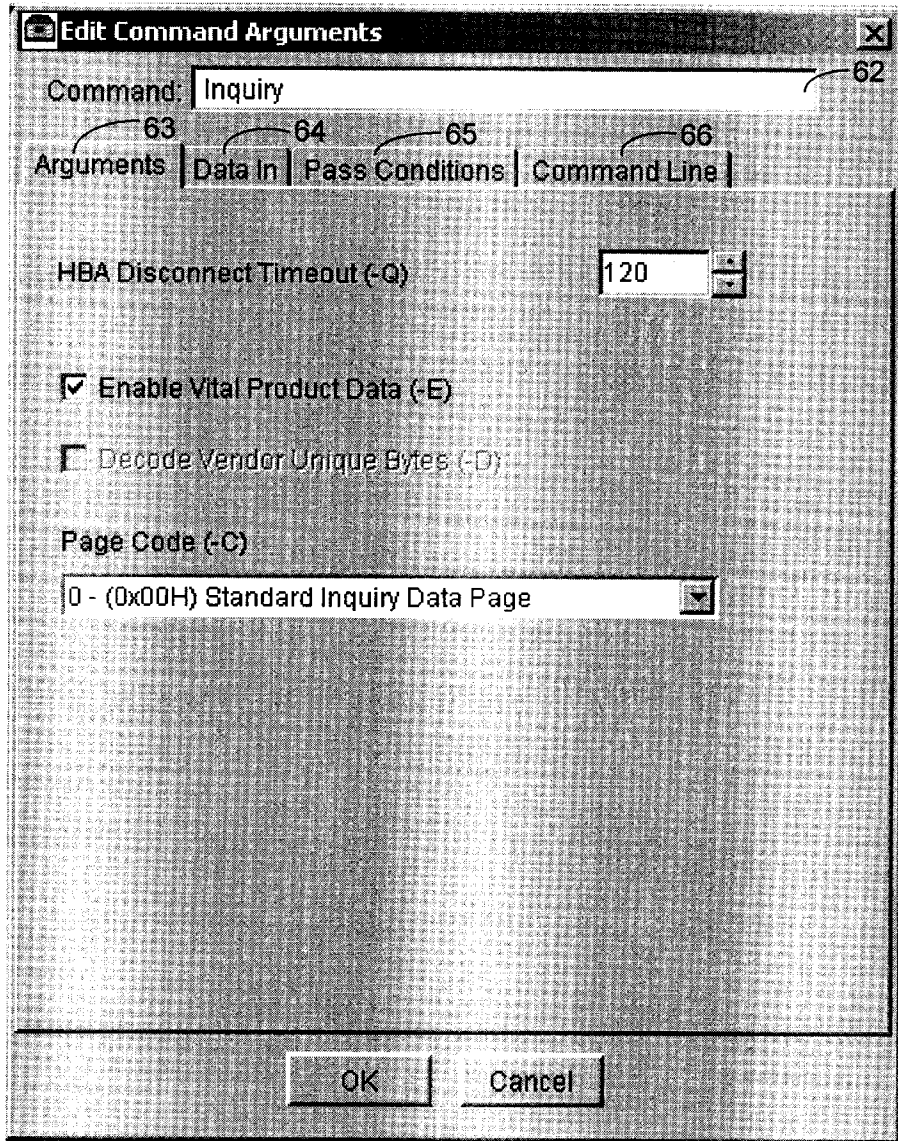 Edit Command Arguments
Command: Inquiry 62
63 64 65 66
Arguments Data In Pass Conditions Command Line
HBA Disconnect Timeout (-Q) 120
Enable Vital Product Data (-E)
Decode Vendor Unique Bytes (-D)
Page Code (-C)
0 - (0x00H) Standard Inquiry Data Page
OK Cancel